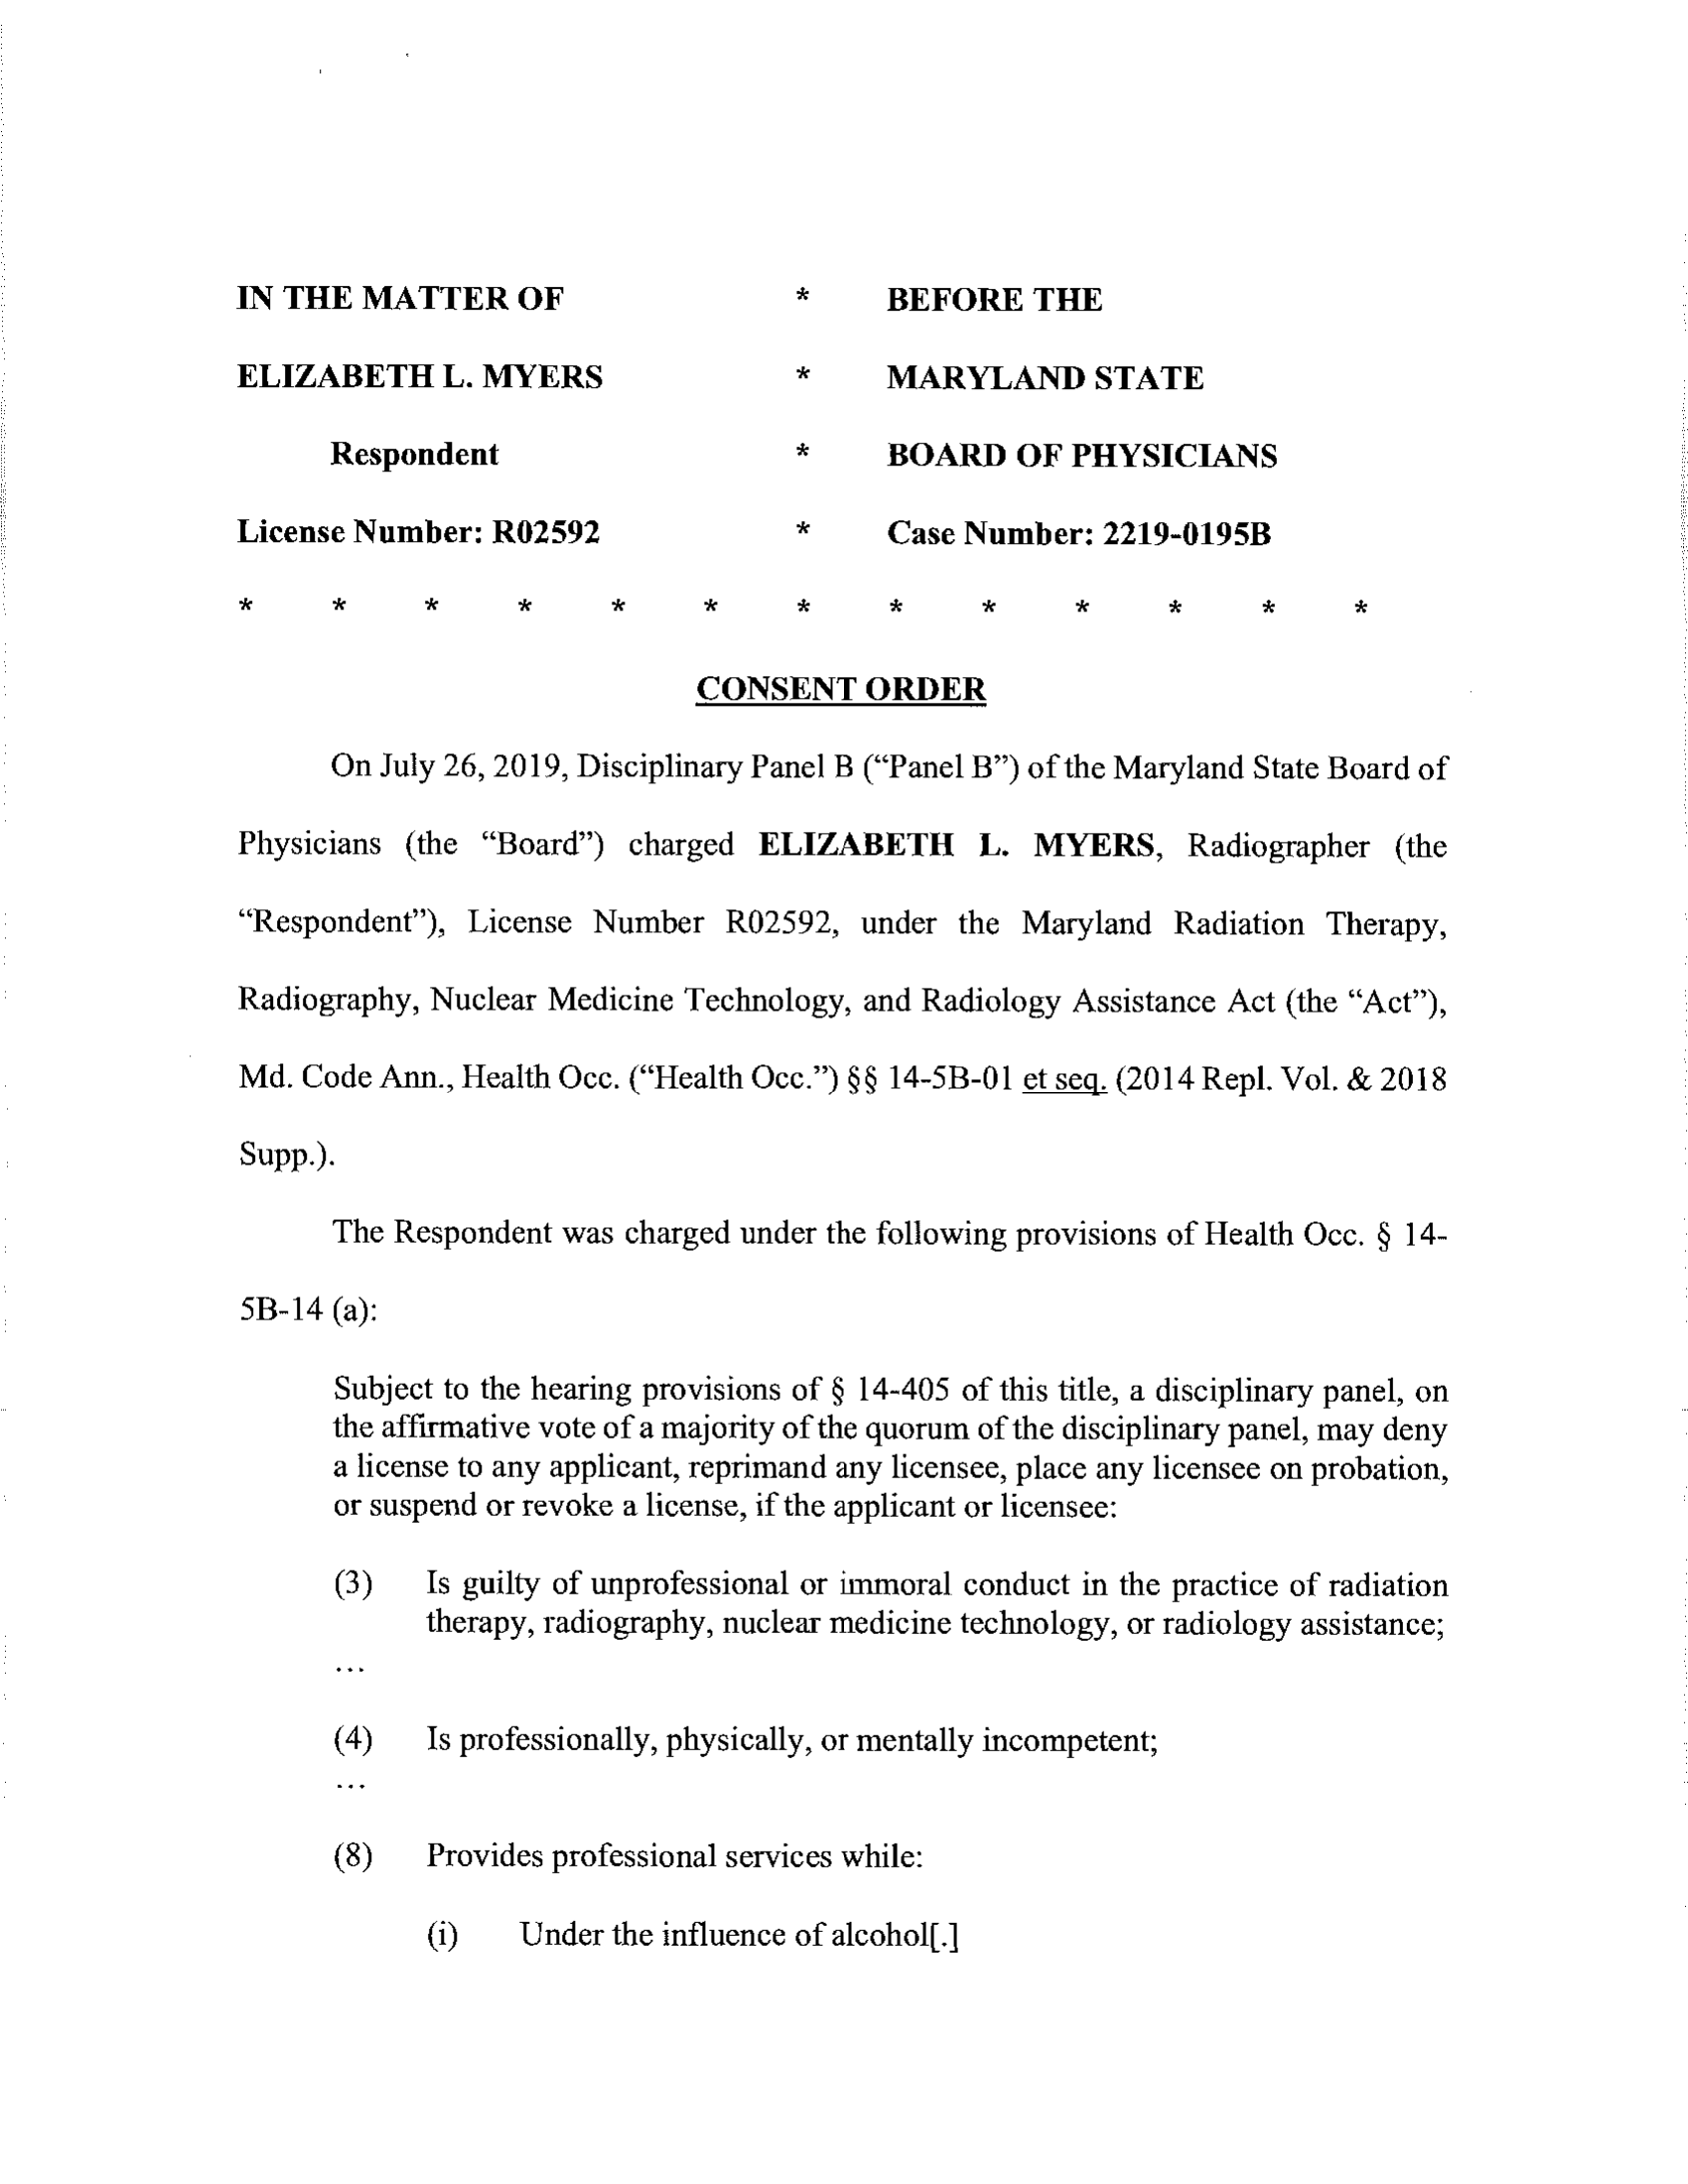 IN THE MATTER OF * BEFORE THE
ELIZABETH L. MYERS * MARYLAND STATE
Respondent * BOARD OF PHYSICIANS
License Number: R02592 * Case Number: 2219-0195B
* * * * * * * * * * * * *
CONSENT ORDER
On July 26, 2019, Disciplinary Panel B (“Panel B”) of the Maryland State Board of
Physicians (the “Board”) charged ELIZABETH L. MYERS, Radiographer (the
“Respondent”), License Number R02592, under the Maryland Radiation Therapy,
Radiography, Nuclear Medicine Technology, and Radiology Assistance Act (the “Act”),
Md. Code Ann., Health Occ. (“Health Occ.”) §§ 14-5B-01 et seq. (2014 Repl. Vol. & 2018
Supp.).
The Respondent was charged under the following provisions of Health Occ. § 14-
5B-14 (a):
Subject to the hearing provisions of § 14-405 of this title, a disciplinary panel, on
the affirmative vote of a majority of the quorum of the disciplinary panel, may deny
a license to any applicant, reprimand any licensee, place any licensee on probation,
or suspend or revoke a license, if the applicant or licensee:
(3) Is guilty of unprofessional or immoral conduct in the practice of radiation
therapy, radiography, nuclear medicine technology, or radiology assistance;
...
(4) Is professionally, physically, or mentally incompetent;
...
(8) Provides professional services while:
(i) Under the influence of alcohol[.]